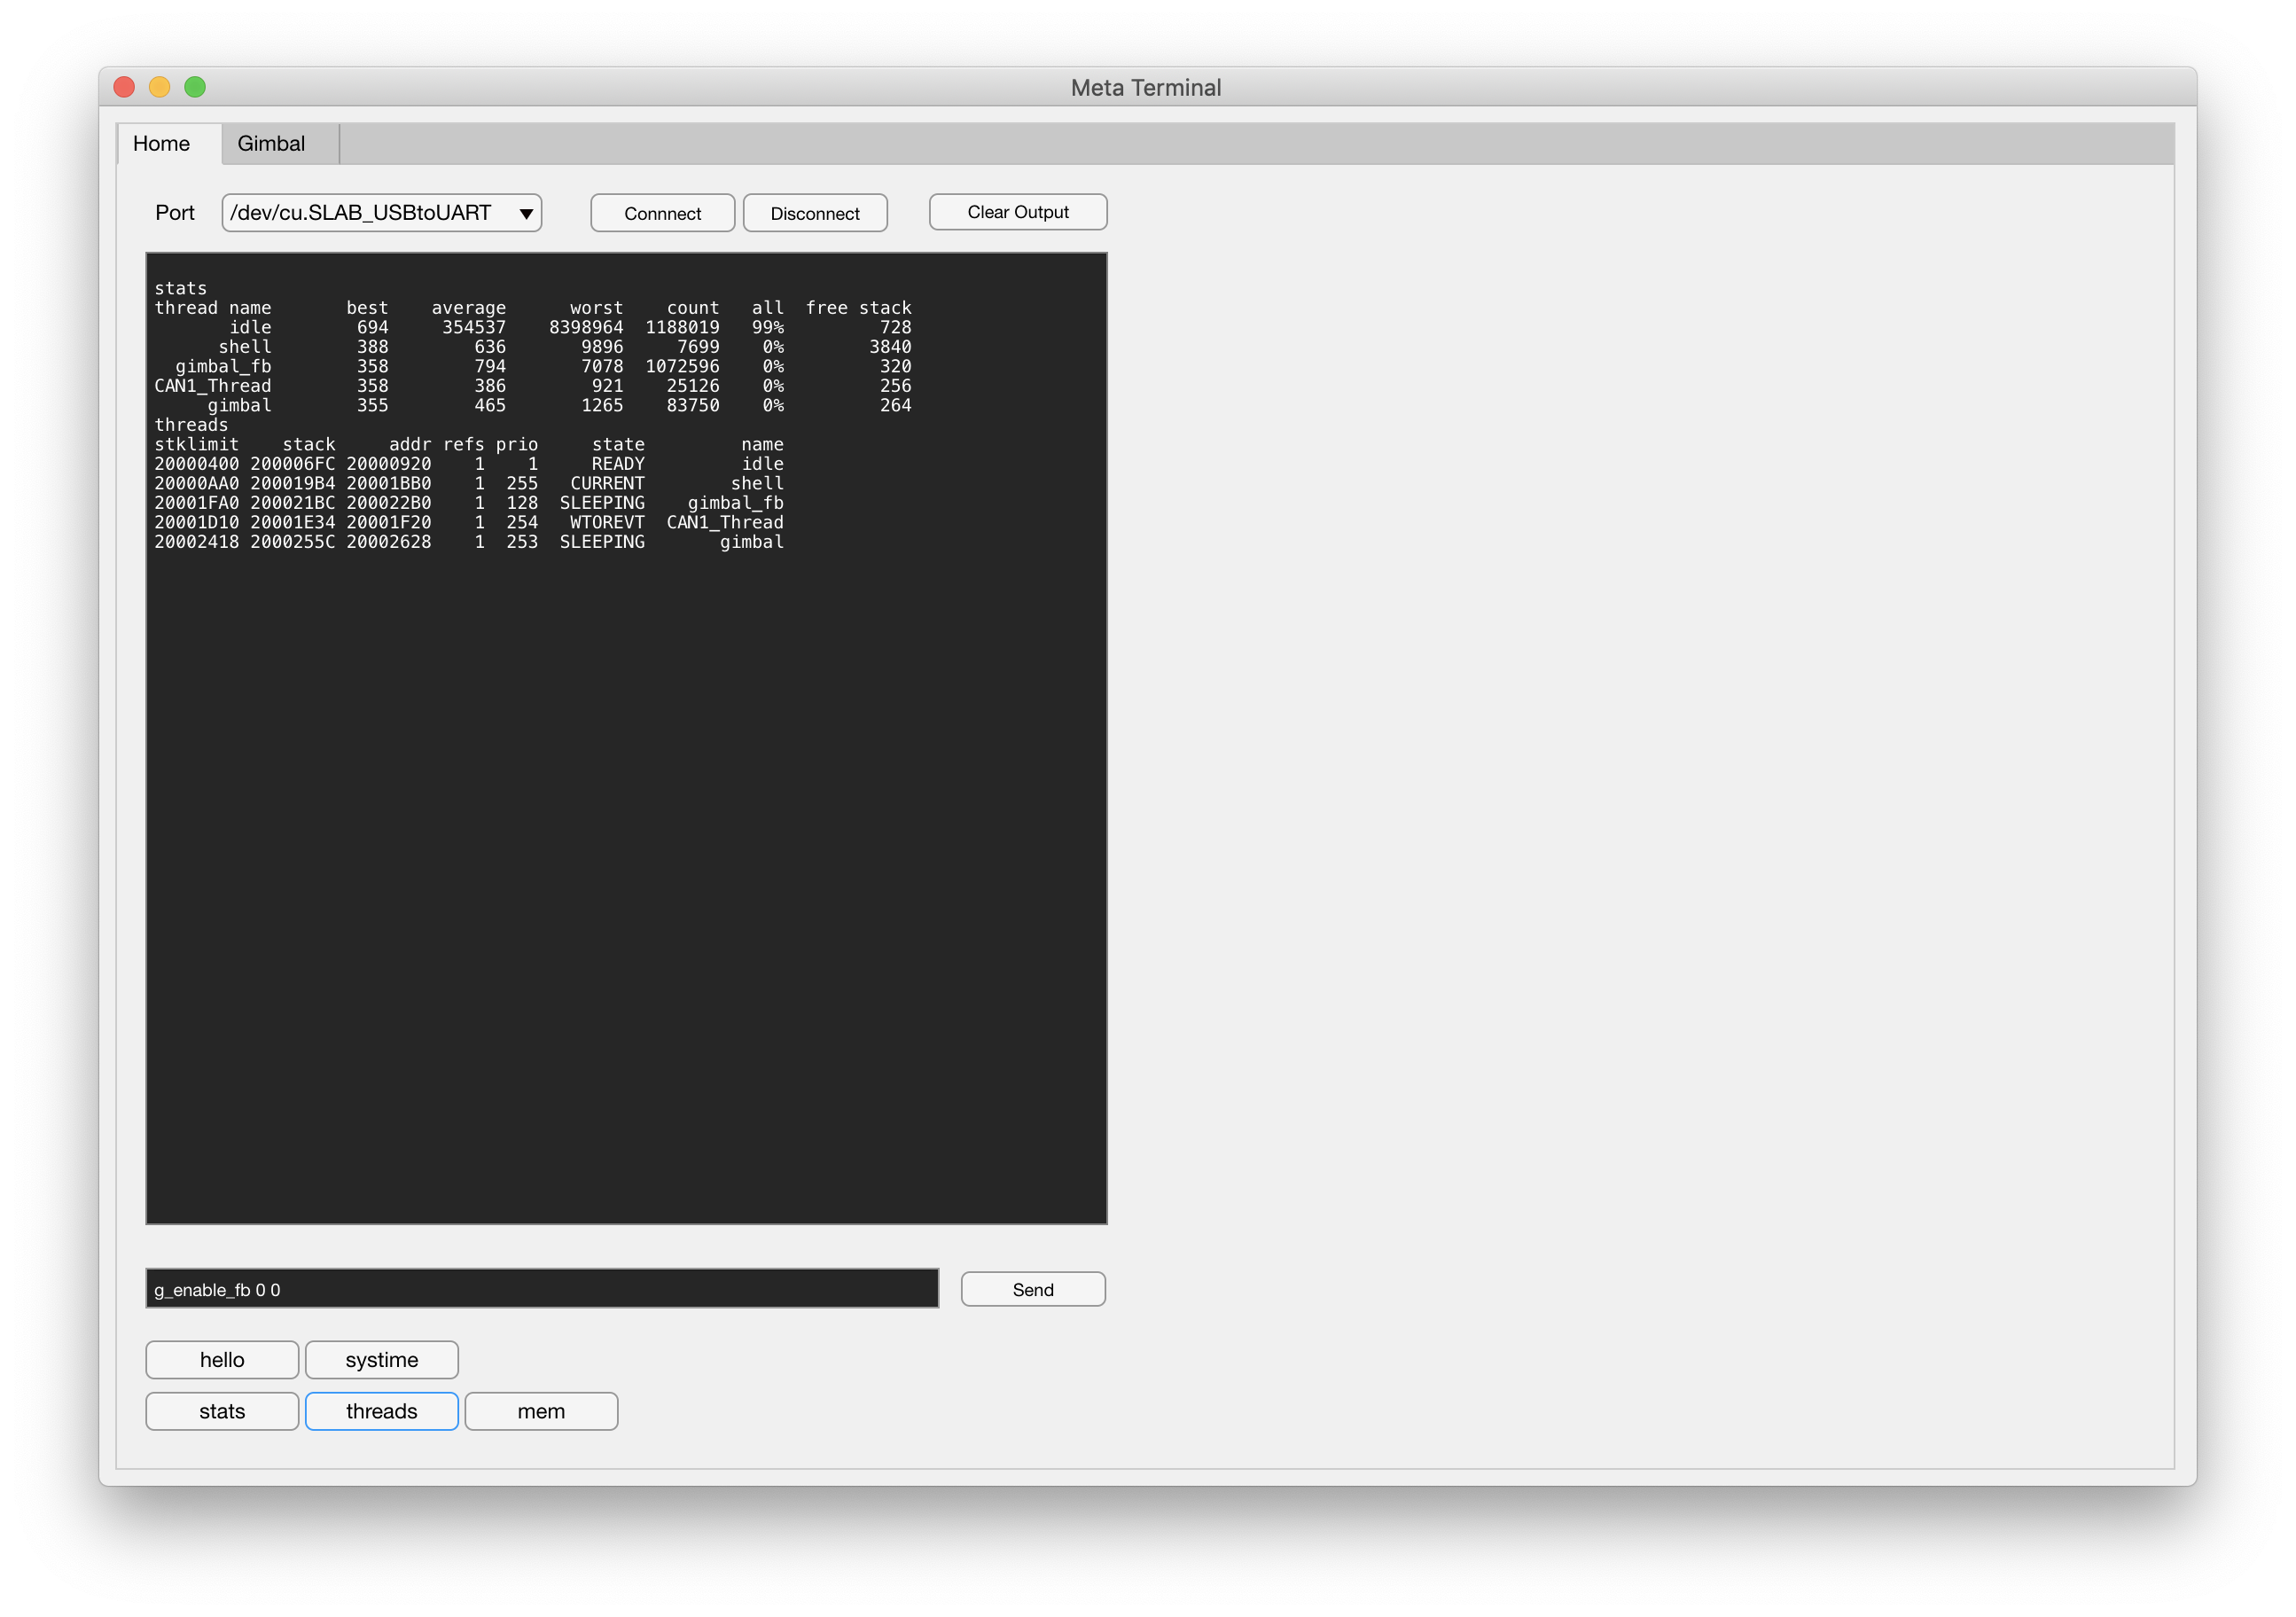 Meta Terminal
Home Gimbal
Port /dev/cu.SLAB_USBtoUART Connnect Disconnect Clear Output
stats
thread name best average worst count all free stack
idle 694 354537 8398964 1188019 99% 728
shell 388 636 9896 7699 0% 3840
gimbal_fb 358 794 7078 1072596 0% 320
CAN1_Thread 358 386 921 25126 0% 256
gimbal 355 465 1265 83750 0% 264
threads
stklimit stack addr refs prio state name
20000400 200006FC 20000920 1 1 READY idle
20000AA0 200019B4 20001BB0 1 255 CURRENT shell
20001FA0 200021BC 200022B0 1 128 SLEEPING gimbal_fb
20001D10 20001E34 20001F20 1 254 WTOREVT CAN1_Thread
20002418 2000255C 20002628 1 253 SLEEPING gimbal
g_enable_fb 0 0 Send
hello systime
stats threads mem